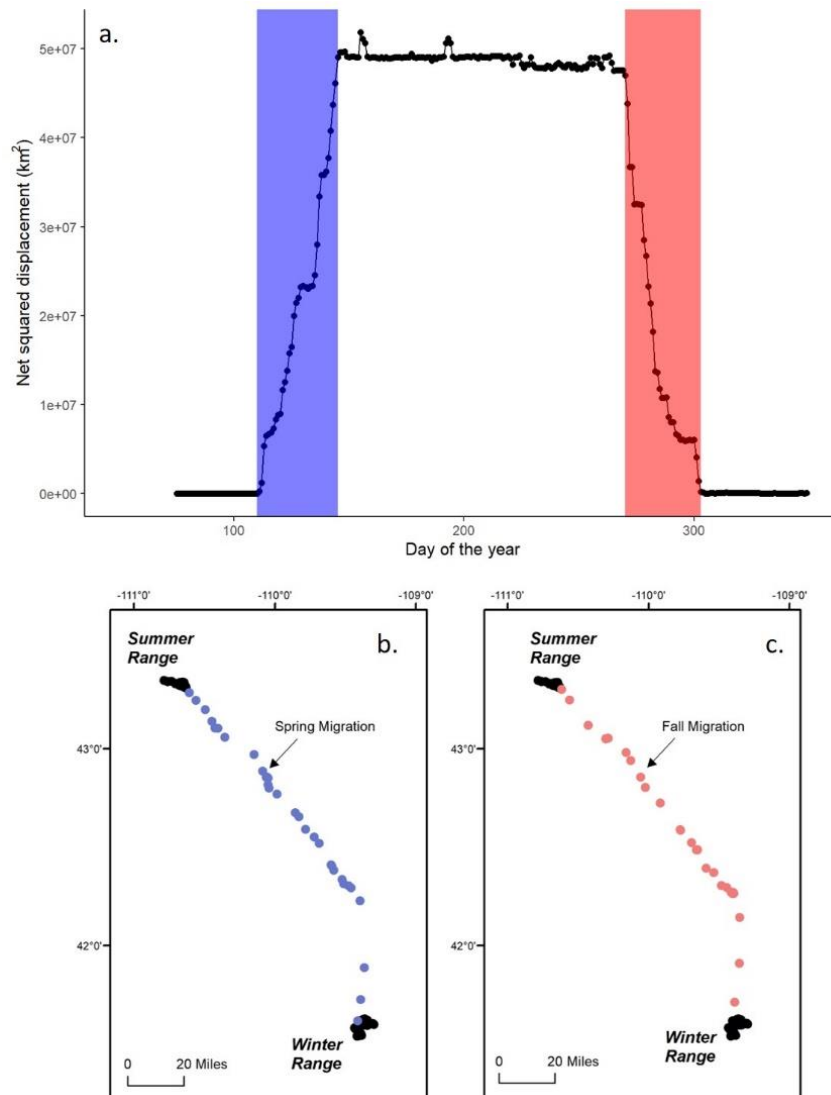 a.
Net squared displacement (km²)
5e+07
4e+07
3e+07
2e+07
1e+07
0e+00
100
200
300
Day of the year
-111°0'
-110°0'
-109°0'
Summer
Range
b.
Spring Migration
43°0'
42°0'
Winter
Range
0
20 Miles
-111°0'
-110°0'
-109°0'
Summer
Range
c.
Fall Migration
43°0'
42°0'
Winter
Range
0
20 Miles